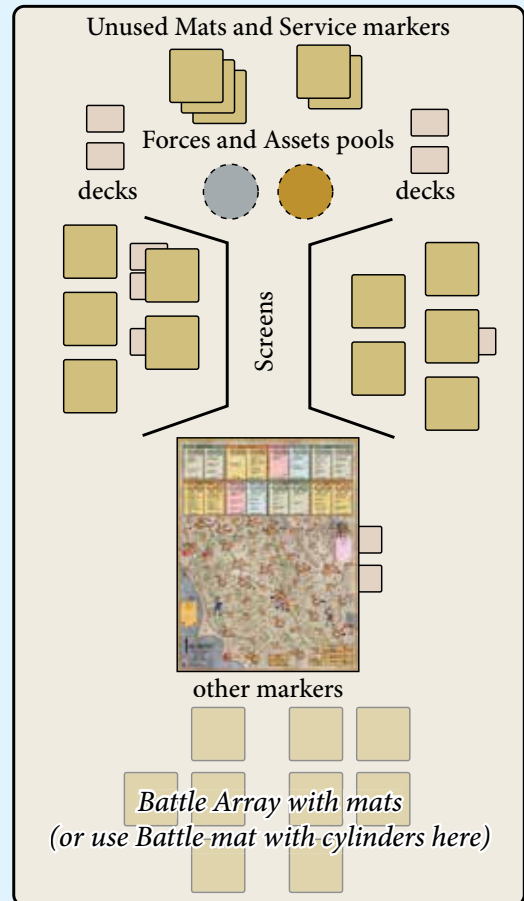 Unused Mats and Service markers
Forces and Assets pools
decks
decks
Screens
other markers
Battle Array with mats
(or use Battle mat with cylinders here)